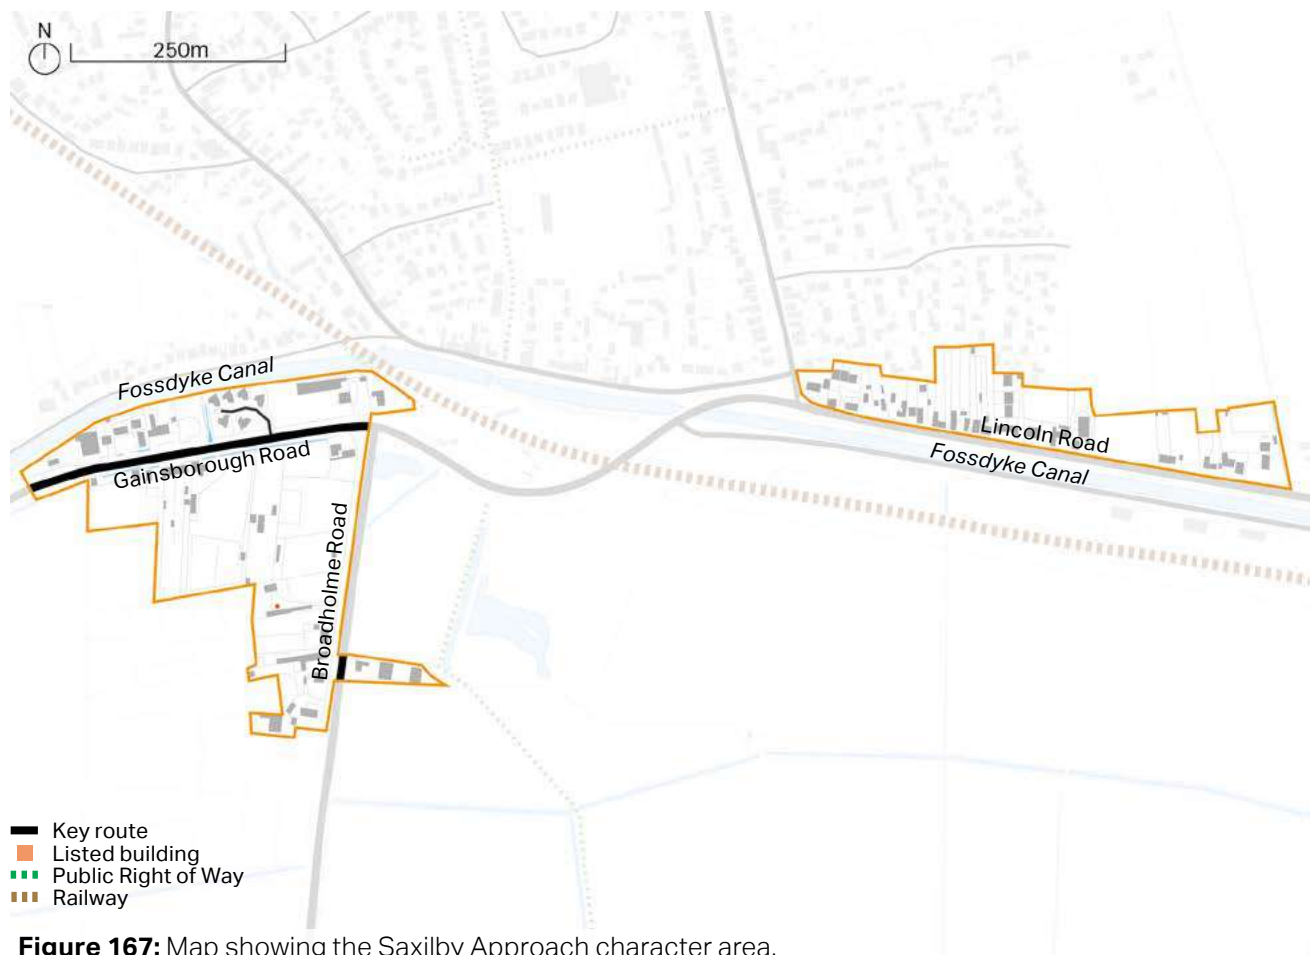 N
250m
Fossdyke Canal
Gainsborough Road
Broadholme Road
Lincoln Road
Fossdyke Canal
Key route
Listed building
Public Right of Way
Railway
Figure 167: Map showing the Saxilby Approach character area.